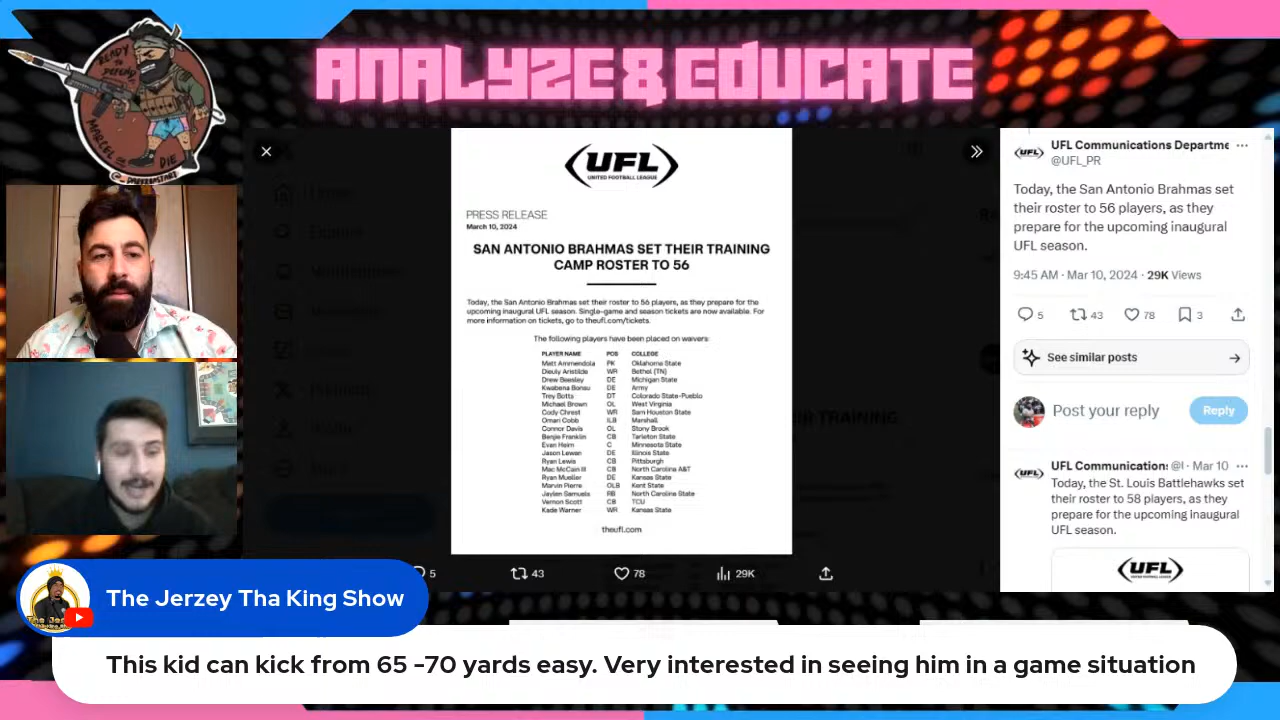 ANALYZE & EDUCATE
READY
TO
DEFEND
MARCEL
DIE
UFL
UNITED FOOTBALL LEAGUE
PRESS RELEASE
March 10, 2024
SAN ANTONIO BRAHMAS SET THEIR TRAINING
CAMP ROSTER TO 56
Today, the San Antonio Brahmas set their roster to 56 players, as they prepare for the
upcoming inaugural UFL season. Single-game and season tickets are now available. For
more information on tickets, go to theufl.com/tickets.
The following players have been placed on waivers:
PLAYER NAME POS COLLEGE
Matt Ammendola PK Oklahoma State
Dieuly Aristilde WR Bethel (TN)
Drew Beesley DE Michigan State
Kwabena Bonsu DE Army
Trey Botts DT Colorado State-Pueblo
Michael Brown OL West Virginia
Cody Chrest WR Sam Houston State
Omari Cobb ILB Marshall
Connor Davis OL Stony Brook
Benjie Franklin CB Tarleton State
Evan Heim C Minnesota State
Jason Lewan DE Illinois State
Ryan Lewis CB Pittsburgh
Mac McCain III CB North Carolina A&T
Ryan Mueller DE Kansas State
Marvin Pierre OLB Kent State
Jaylen Samuels RB North Carolina State
Vernon Scott CB TCU
Kade Warner WR Kansas State
theufl.com
5 43 78 29K
UFL Communications Departme ...
@UFL_PR
Today, the San Antonio Brahmas set
their roster to 56 players, as they
prepare for the upcoming inaugural
UFL season.
9:45 AM · Mar 10, 2024 · 29K Views
5 43 78 3
See similar posts
Post your reply
Reply
UFL Communication: @l · Mar 10 ...
Today, the St. Louis Battlehawks set
their roster to 58 players, as they
prepare for the upcoming inaugural
UFL season.
UFL
UNITED FOOTBALL LEAGUE
The Jerzey Tha King Show
This kid can kick from 65 -70 yards easy. Very interested in seeing him in a game situation